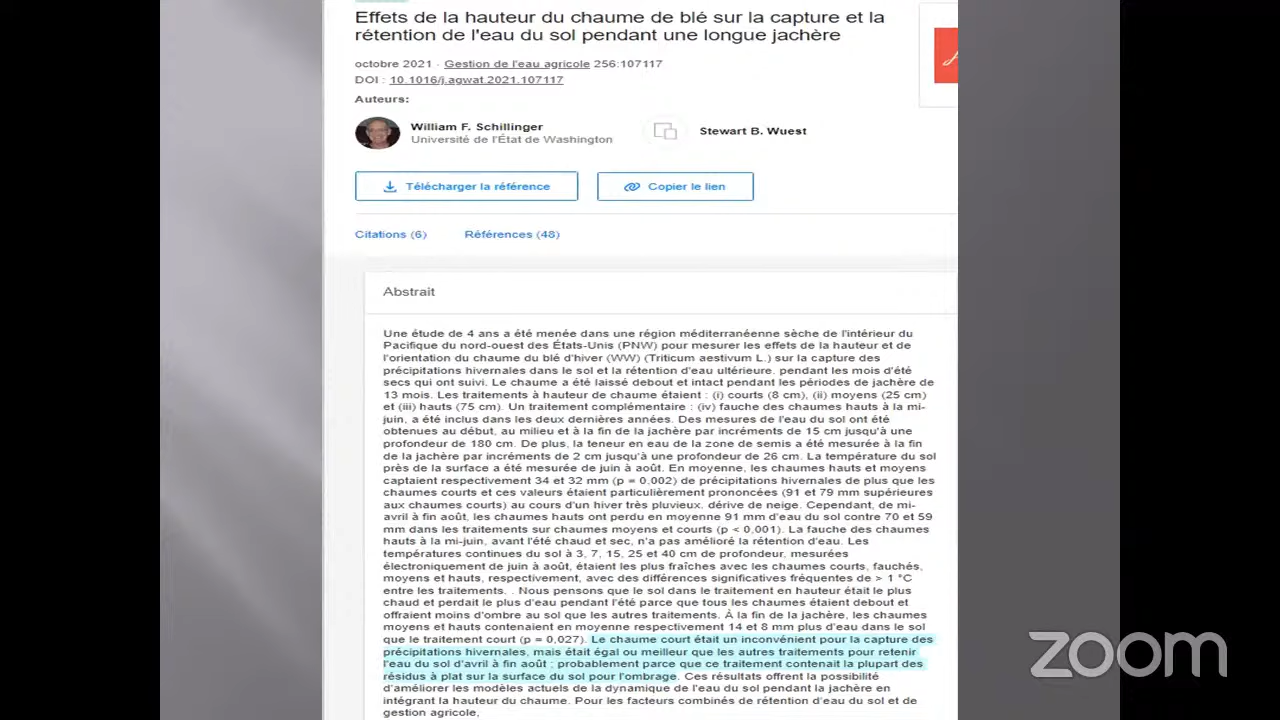 Effets de la hauteur du chaume de blé sur la capture et la
rétention de l'eau du sol pendant une longue jachère
octobre 2021 · Gestion de l'eau agricole 256:107117
DOI : 10.1016/j.agwat.2021.107117
Auteurs:
William F. Schillinger
Université de l'État de Washington
Stewart B. Wuest
Télécharger la référence
Copier le lien
Citations (6)
Références (48)
Abstrait
Une étude de 4 ans a été menée dans une région méditerranéenne sèche de l'intérieur du
Pacifique du nord-ouest des États-Unis (PNW) pour mesurer les effets de la hauteur et de
l'orientation du chaume du blé d'hiver (WW) (Triticum aestivum L.) sur la capture des
précipitations hivernales dans le sol et la rétention d'eau ultérieure. pendant les mois d'été
secs qui ont suivi. Le chaume a été laissé debout et intact pendant les périodes de jachère de
13 mois. Les traitements à hauteur de chaume étaient : (i) courts (8 cm), (ii) moyens (25 cm)
et (iii) hauts (75 cm). Un traitement complémentaire : (iv) fauche des chaumes hauts à la mi-
juin, a été inclus dans les deux dernières années. Des mesures de l'eau du sol ont été
obtenues au début, au milieu et à la fin de la jachère par incréments de 15 cm jusqu'à une
profondeur de 180 cm. De plus, la teneur en eau de la zone de semis a été mesurée à la fin
de la jachère par incréments de 2 cm jusqu'à une profondeur de 26 cm. La température du sol
près de la surface a été mesurée de juin à août. En moyenne, les chaumes hauts et moyens
captaient respectivement 34 et 32 mm (p = 0.002) de précipitations hivernales de plus que les
chaumes courts et ces valeurs étaient particulièrement prononcées (91 et 79 mm supérieures
aux chaumes courts) au cours d'un hiver très pluvieux. dérive de neige. Cependant, de mi-
avril à fin août, les chaumes hauts ont perdu en moyenne 91 mm d'eau du sol contre 70 et 59
mm dans les traitements sur chaumes moyens et courts (p < 0,001). La fauche des chaumes
hauts à la mi-juin, avant l'été chaud et sec, n'a pas amélioré la rétention d'eau. Les
températures continues du sol à 3, 7, 15, 25 et 40 cm de profondeur, mesurées
électroniquement de juin à août, étaient les plus fraîches avec les chaumes courts, fauchés,
moyens et hauts, respectivement, avec des différences significatives fréquentes de > 1 °C
entre les traitements. . Nous pensons que le sol dans le traitement en hauteur était le plus
chaud et perdait le plus d'eau pendant l'été parce que tous les chaumes étaient debout et
offraient moins d'ombre au sol que les autres traitements. À la fin de la jachère, les chaumes
moyens et hauts contenaient en moyenne respectivement 14 et 8 mm plus d'eau dans le sol
que le traitement court (p = 0,027). Le chaume court était un inconvénient pour la capture des
précipitations hivernales, mais était égal ou meilleur que les autres traitements pour retenir
l'eau du sol d'avril à fin août ; probablement parce que ce traitement contenait la plupart des
résidus à plat sur la surface du sol pour l'ombrage. Ces résultats offrent la possibilité
d'améliorer les modèles actuels de la dynamique de l'eau du sol pendant la jachère en
intégrant la hauteur du chaume. Pour les facteurs combinés de rétention d'eau du sol et de
gestion agricole,
zoom